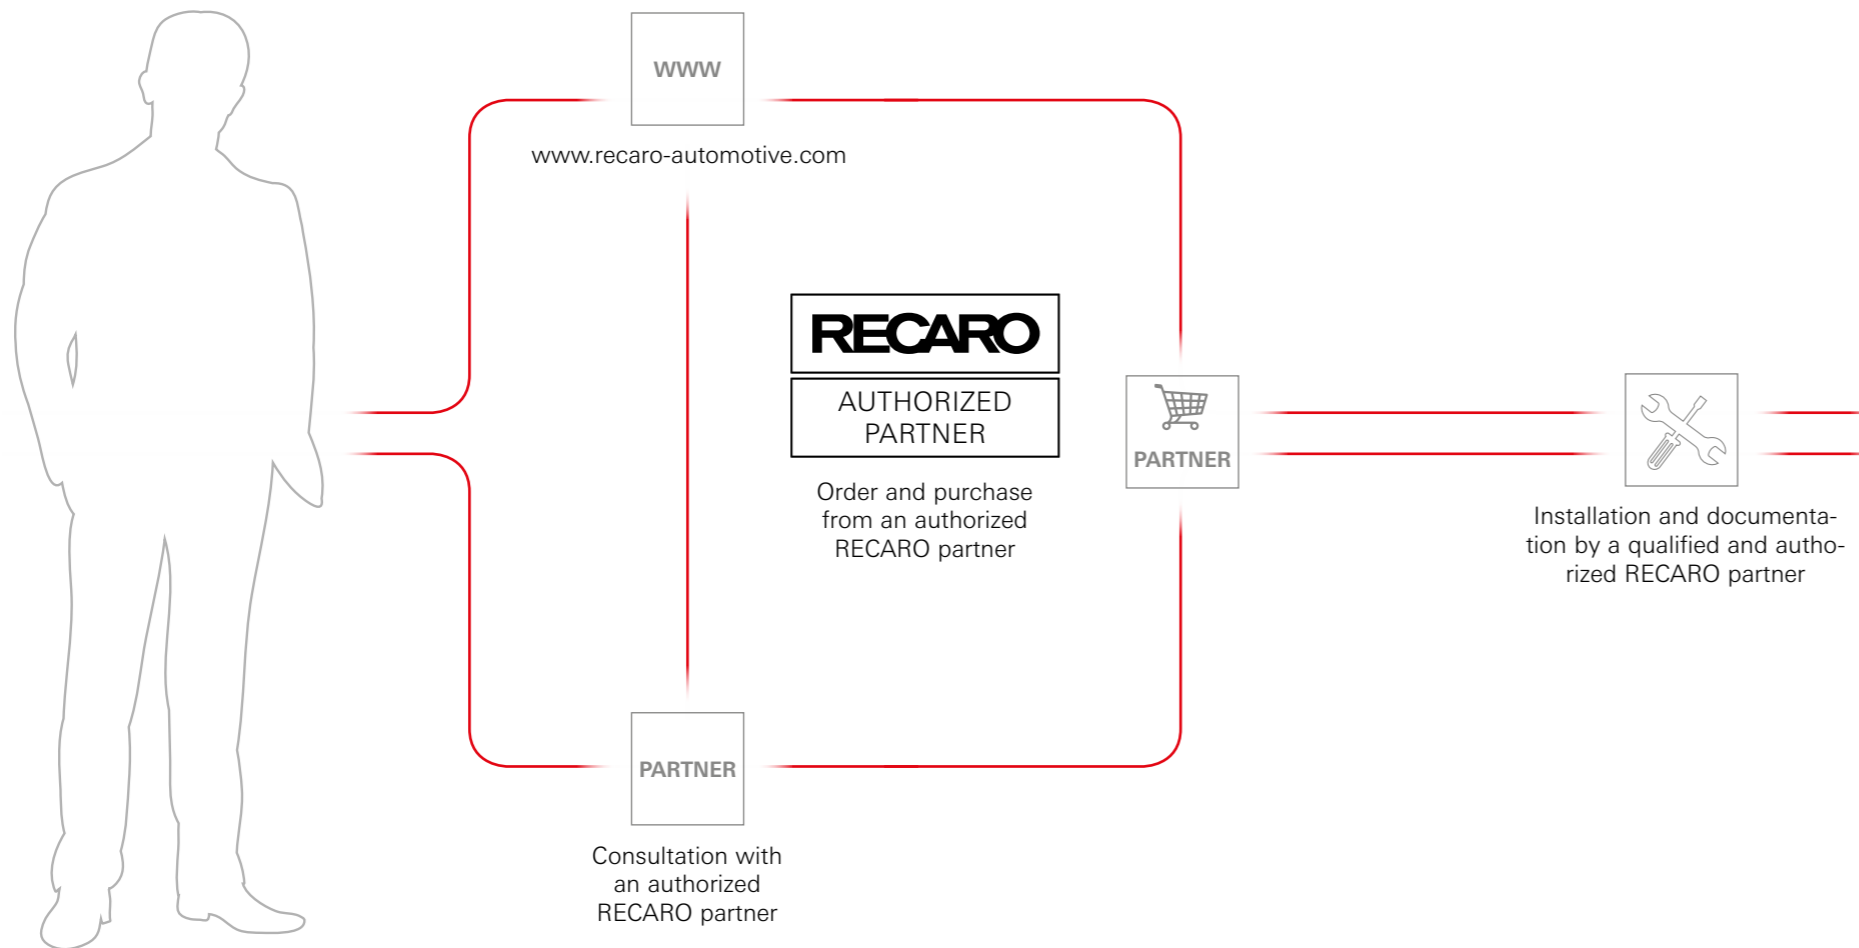 WWW
www.recaro-automotive.com
RECARO
AUTHORIZED
PARTNER
Order and purchase
from an authorized
RECARO partner
PARTNER
Installation and documenta-
tion by a qualified and autho-
rized RECARO partner
PARTNER
Consultation with
an authorized
RECARO partner